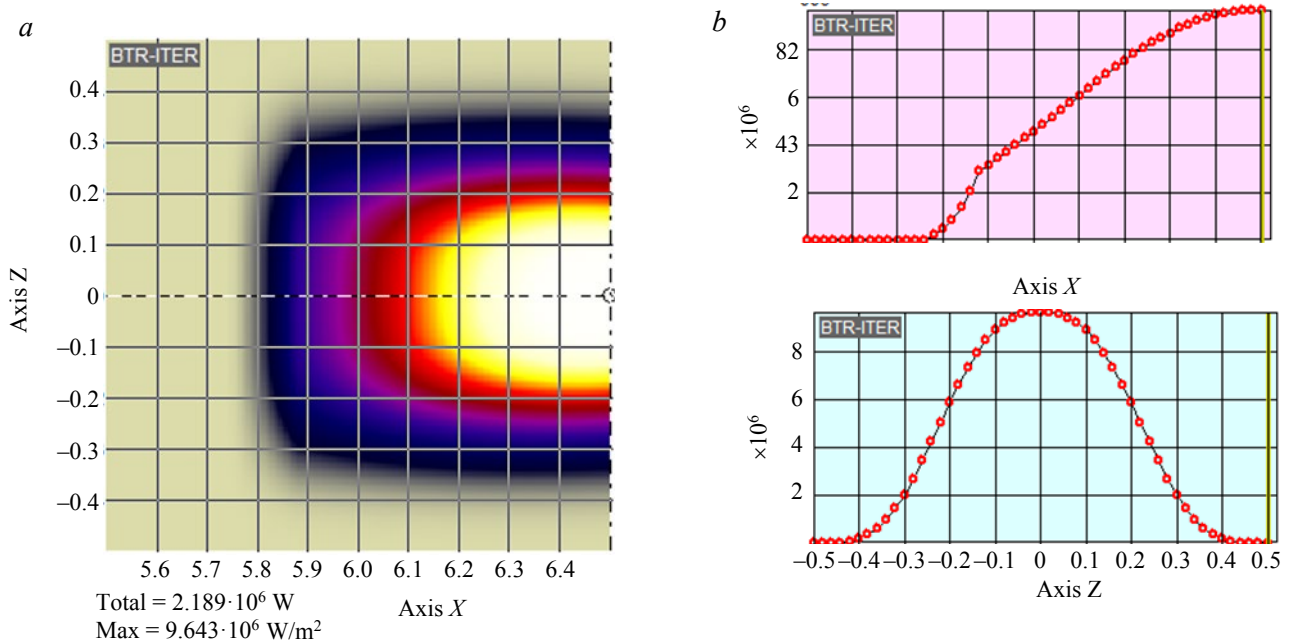 a
BTR-ITER
Axis Z
0.4
0.3
0.2
0.1
0
–0.1
–0.2
–0.3
–0.4
5.6 5.7 5.8 5.9 6.0 6.1 6.2 6.3 6.4
Axis X
Total = 2.189·10⁶ W
Max = 9.643·10⁶ W/m²
b
BTR-ITER
×10⁶
82
6
43
2
Axis X
BTR-ITER
×10⁶
8
6
4
2
–0.5 –0.4 –0.3 –0.2 –0.1 0 0.1 0.2 0.3 0.4 0.5
Axis Z